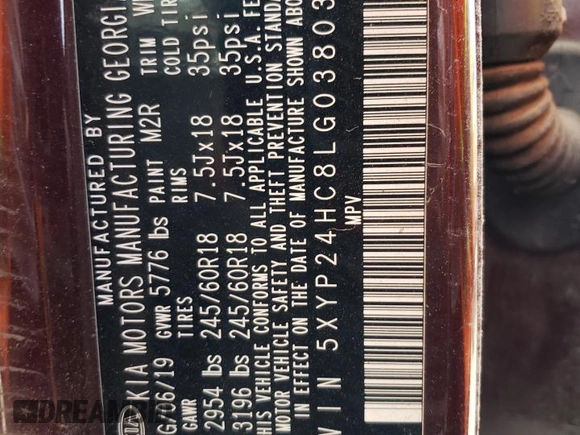 MANUFACTURED BY
KIA MOTORS MANUFACTURING GEORGI
06/19 GVWR 5776 lbs PAINT M2R TRIM W
GAWR TIRES RIMS COLD TIR
2954 lbs 245/60R18 7.5Jx18 35psi
3196 lbs 245/60R18 7.5Jx18 35psi
THIS VEHICLE CONFORMS TO ALL APPLICABLE U.S.A. FE
MOTOR VEHICLE SAFETY AND THEFT PREVENTION STANDAR
IN EFFECT ON THE DATE OF MANUFACTURE SHOWN ABO
VIN 5XYP24HC8LG03803
MPV
DREAM